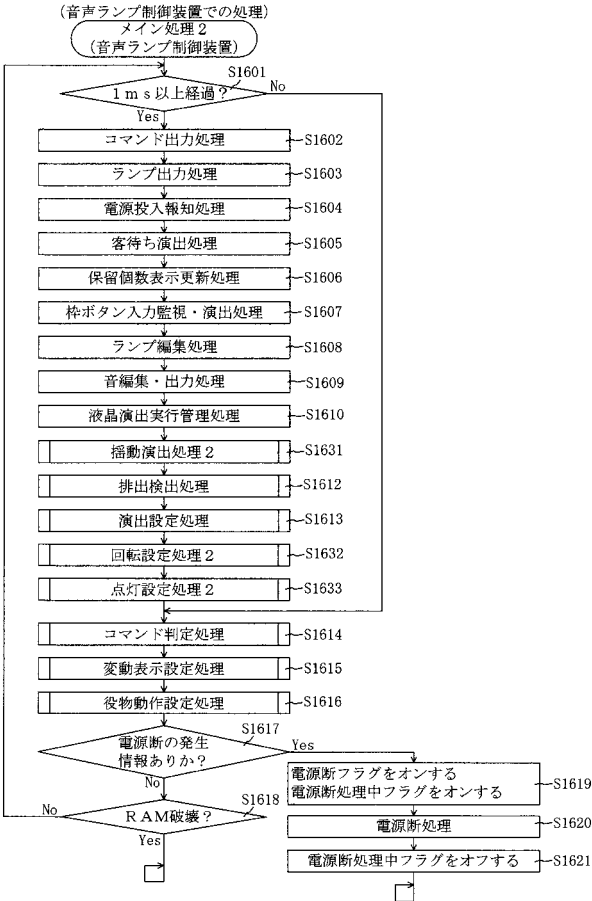 (音声ランプ制御装置での処理)
メイン処理2
(音声ランプ制御装置)
S1601
1ms以上経過?
No
Yes
コマンド出力処理 S1602
ランプ出力処理 S1603
電源投入報知処理 S1604
客待ち演出処理 S1605
保留個数表示更新処理 S1606
枠ボタン入力監視・演出処理 S1607
ランプ編集処理 S1608
音編集・出力処理 S1609
液晶演出実行管理処理 S1610
揺動演出処理2 S1631
排出検出処理 S1612
演出設定処理 S1613
回転設定処理2 S1632
点灯設定処理2 S1633
コマンド判定処理 S1614
変動表示設定処理 S1615
役物動作設定処理 S1616
S1617
電源断の発生
情報ありか?
Yes
No
電源断フラグをオンする
電源断処理中フラグをオンする
S1619
S1618
RAM破壊?
No
Yes
電源断処理 S1620
電源断処理中フラグをオフする S1621